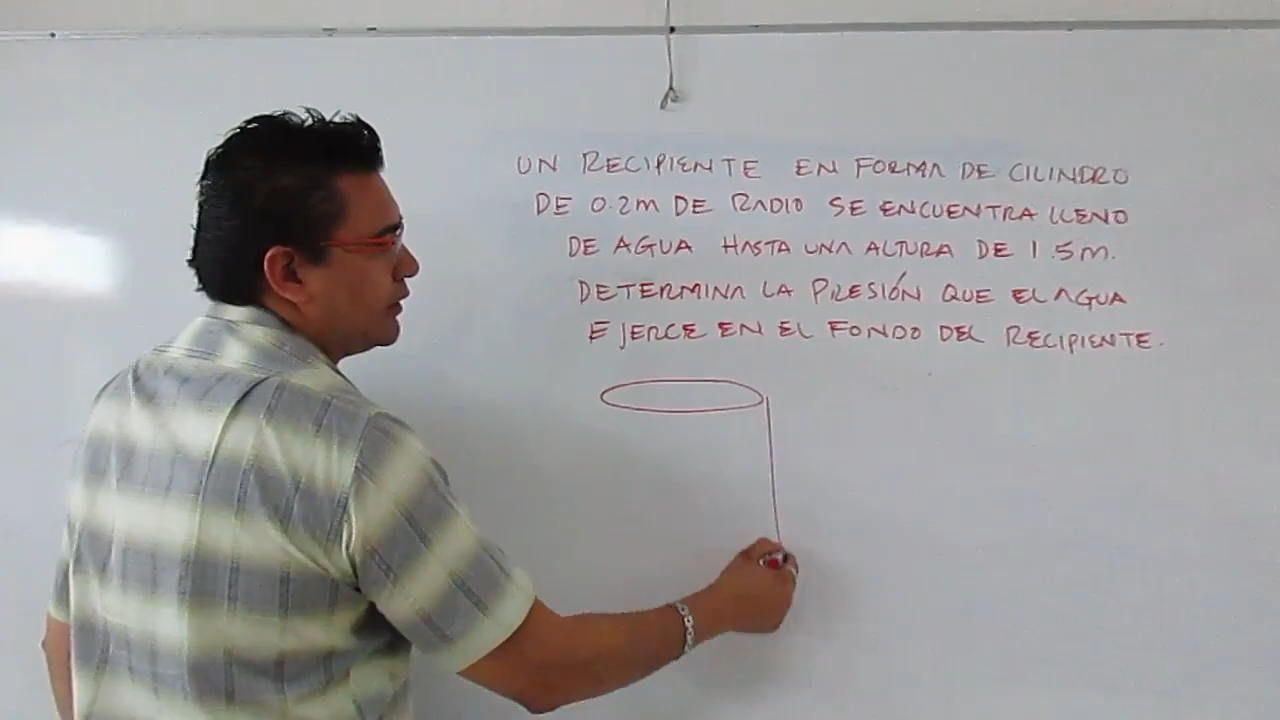 UN RECIPIENTE EN FORMA DE CILINDRO
DE 0.2M DE RADIO SE ENCUENTRA LLENO
DE AGUA HASTA UNA ALTURA DE 1.5M.
DETERMINA LA PRESIÓN QUE EL AGUA
EJERCE EN EL FONDO DEL RECIPIENTE.